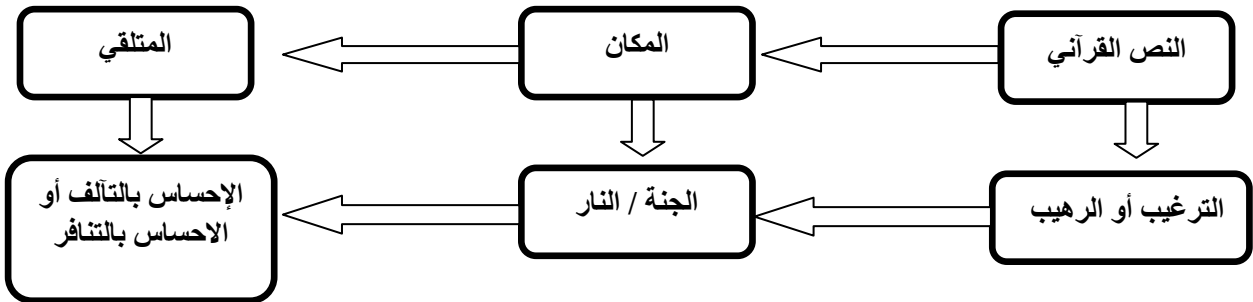 النص القرآني
المكان
المتلقي
الترغيب أو الرهيب
الجنة / النار
الإحساس بالتآلف أو
الاحساس بالتنافر